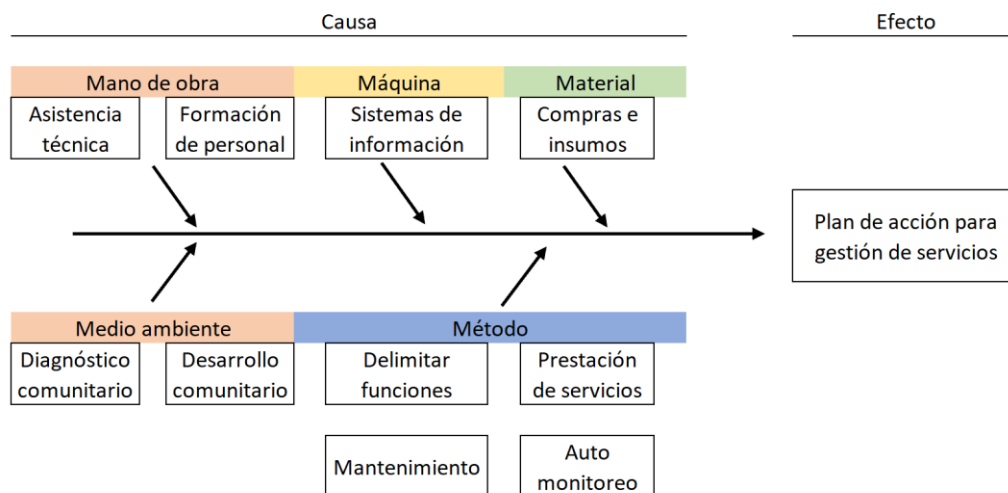 Causa
Efecto
Mano de obra
Máquina
Material
Asistencia
técnica
Formación
de personal
Sistemas de
información
Compras e
insumos
Plan de acción para
gestión de servicios
Medio ambiente
Método
Diagnóstico
comunitario
Desarrollo
comunitario
Delimitar
funciones
Prestación
de servicios
Mantenimiento
Auto
monitoreo